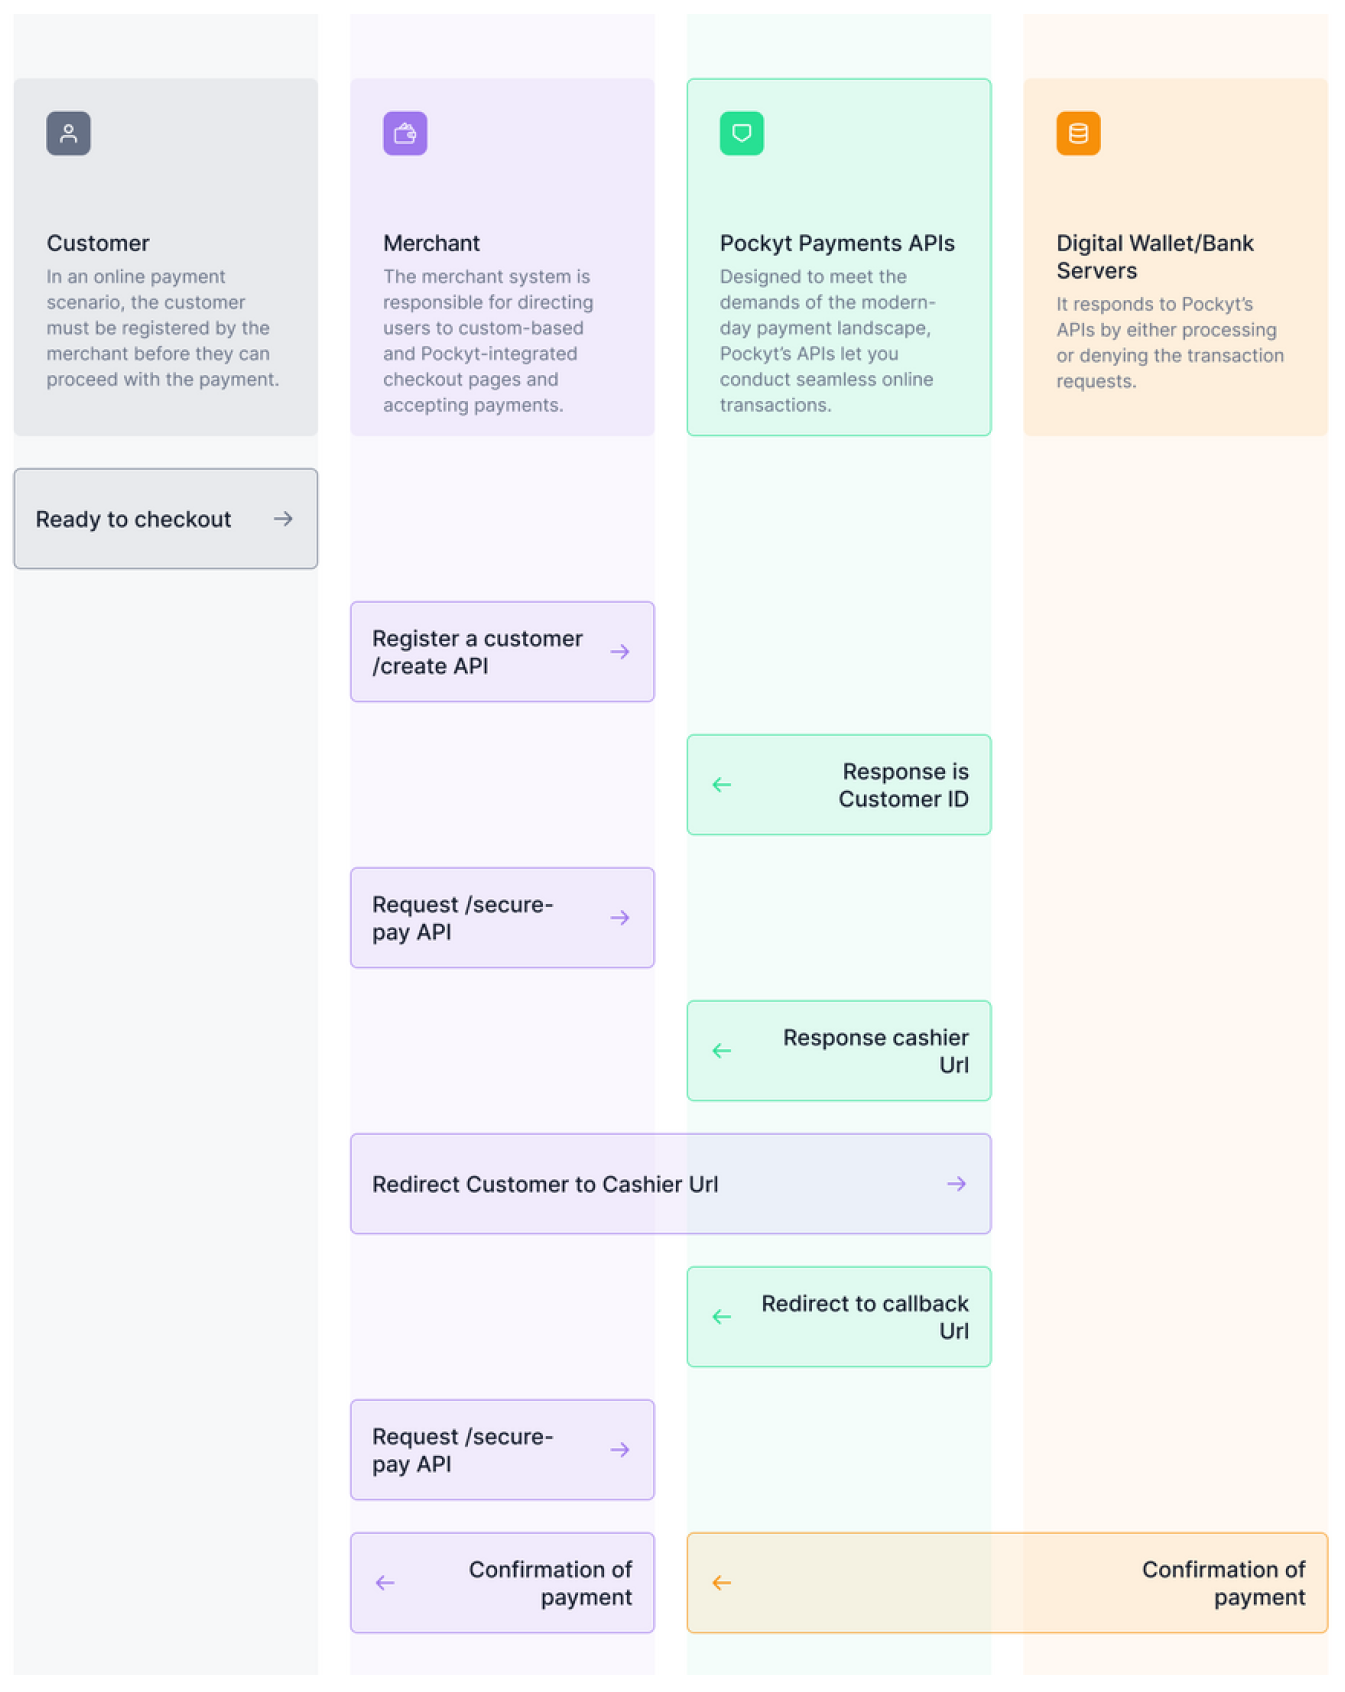 Customer
In an online payment
scenario, the customer
must be registered by the
merchant before they can
proceed with the payment.
Merchant
The merchant system is
responsible for directing
users to custom-based
and Pockyt-integrated
checkout pages and
accepting payments.
Pockyt Payments APIs
Designed to meet the
demands of the modern-
day payment landscape,
Pockyt’s APIs let you
conduct seamless online
transactions.
Digital Wallet/Bank
Servers
It responds to Pockyt’s
APIs by either processing
or denying the transaction
requests.
Ready to checkout
Register a customer
/create API
Response is
Customer ID
Request /secure-
pay API
Response cashier
Url
Redirect Customer to Cashier Url
Redirect to callback
Url
Request /secure-
pay API
Confirmation of
payment
Confirmation of
payment